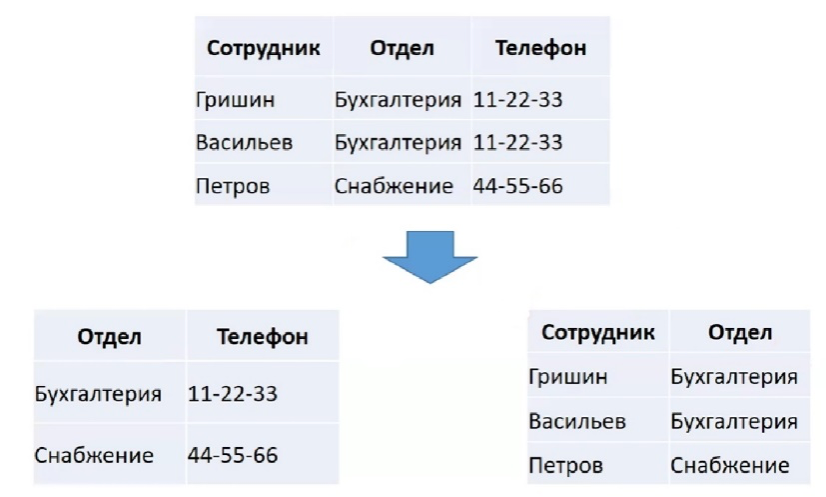 Сотрудник Отдел Телефон
Гришин Бухгалтерия 11-22-33
Васильев Бухгалтерия 11-22-33
Петров Снабжение 44-55-66
Отдел Телефон
Бухгалтерия 11-22-33
Снабжение 44-55-66
Сотрудник Отдел
Гришин Бухгалтерия
Васильев Бухгалтерия
Петров Снабжение